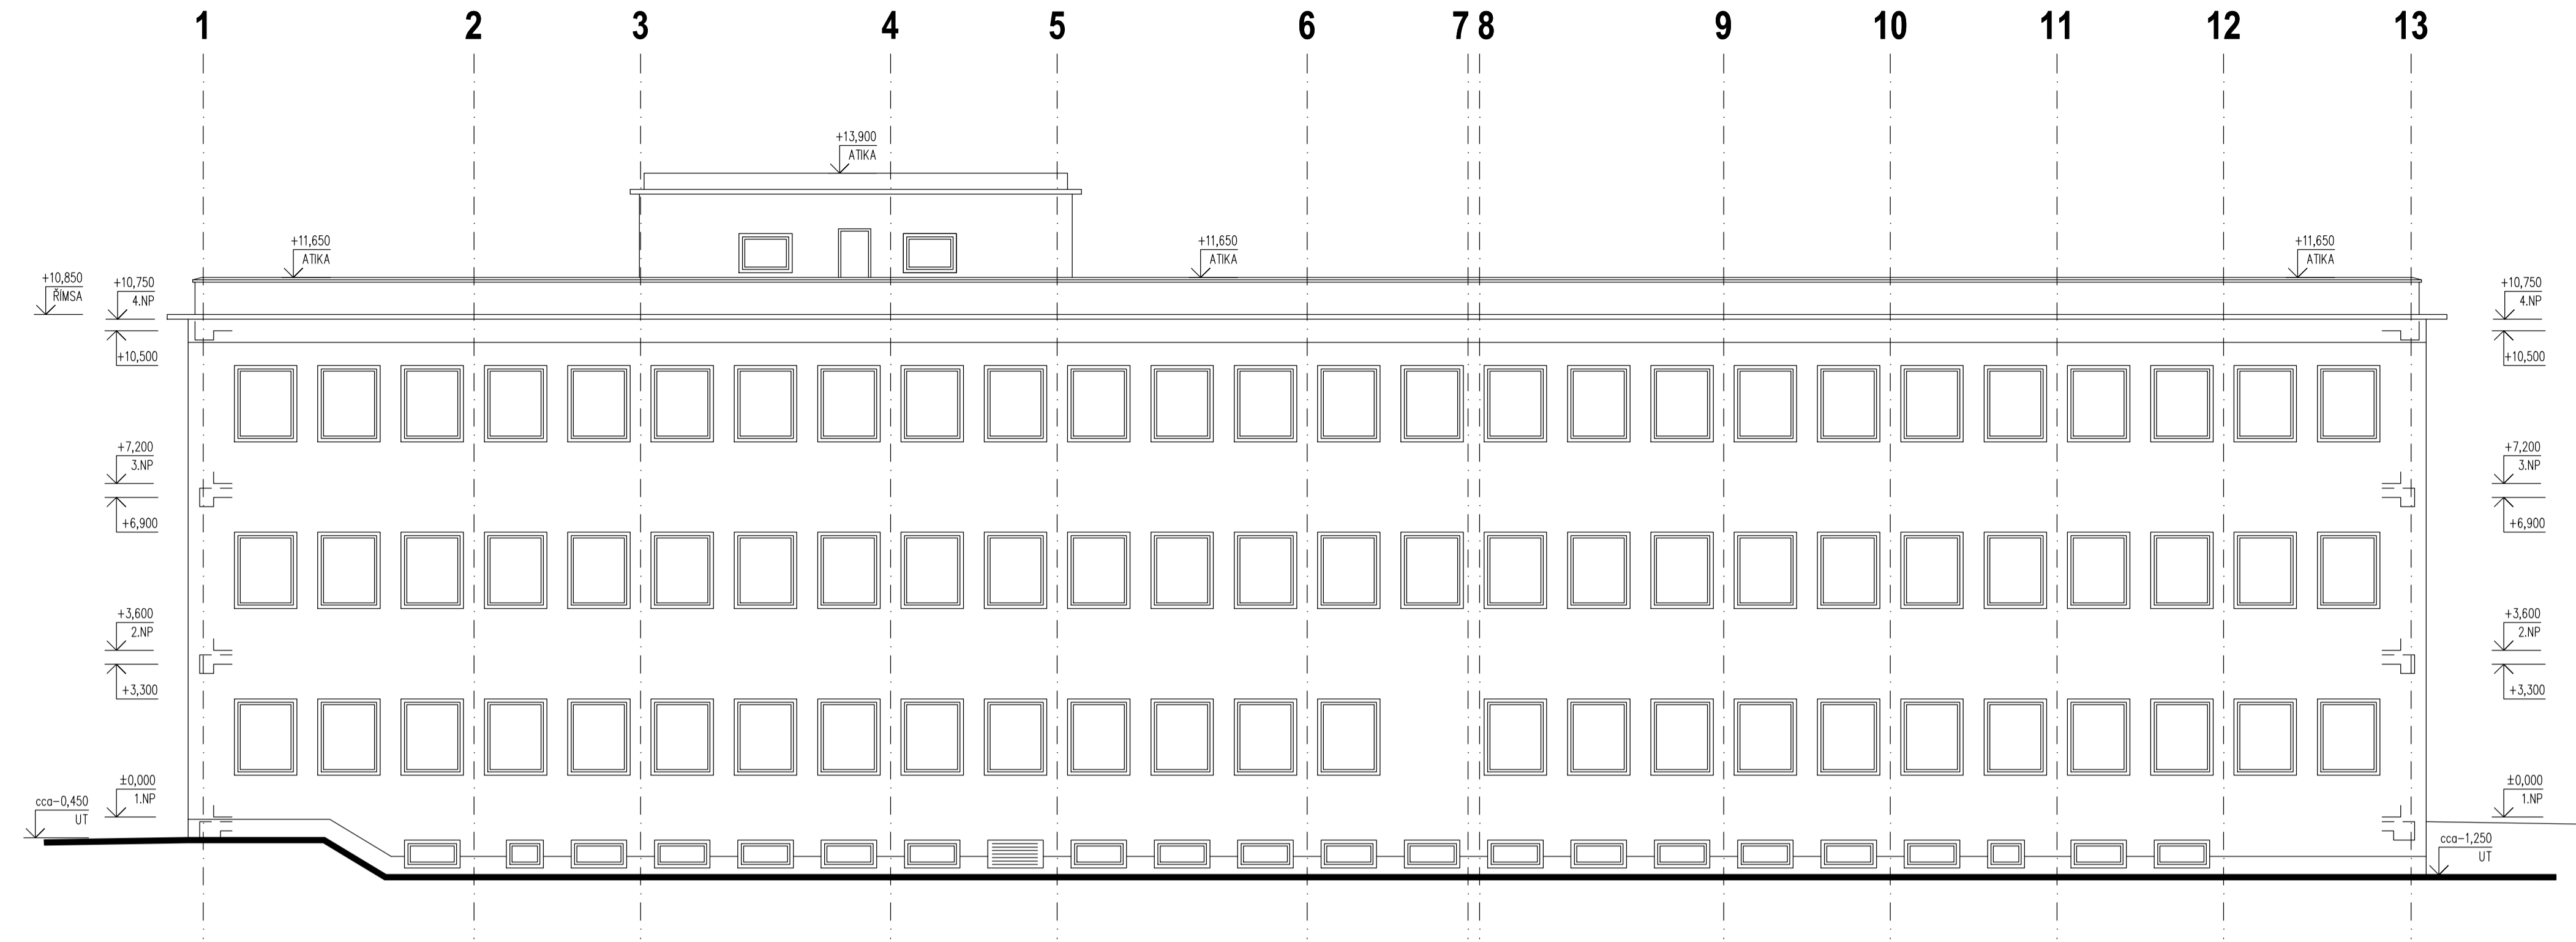 1 2 3 4 5 6 7 8 9 10 11 12 13
+13,900
ATIKA
+11,650
ATIKA
+11,650
ATIKA
+11,650
ATIKA
+10,850
ŘÍMSA
+10,750
4.NP
+10,500
+7,200
3.NP
+6,900
+3,600
2.NP
+3,300
±0,000
1.NP
cca-0,450
UT
+10,750
4.NP
+10,500
+7,200
3.NP
+6,900
+3,600
2.NP
+3,300
±0,000
1.NP
cca-1,250
UT